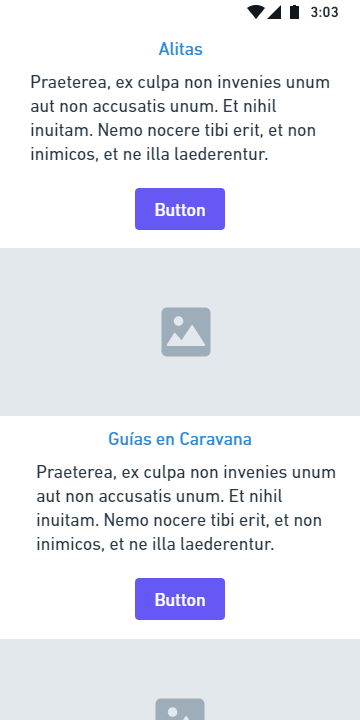 3:03
Alitas
Praeterea, ex culpa non invenies unum
aut non accusatis unum. Et nihil
inuitam. Nemo nocere tibi erit, et non
inimicos, et ne illa laederentur.
Button
Guías en Caravana
Praeterea, ex culpa non invenies unum
aut non accusatis unum. Et nihil
inuitam. Nemo nocere tibi erit, et non
inimicos, et ne illa laederentur.
Button